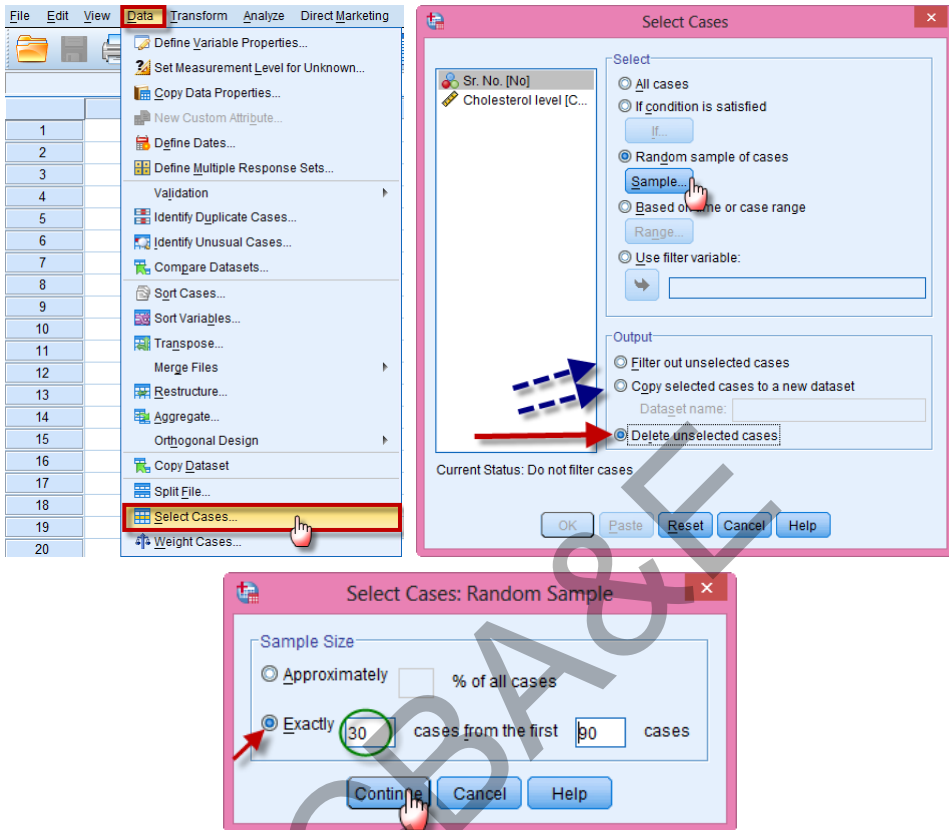 File Edit View Data Transform Analyze Direct Marketing
Define Variable Properties...
Set Measurement Level for Unknown...
Copy Data Properties...
New Custom Attribute...
Define Dates...
Define Multiple Response Sets...
Validation
Identify Duplicate Cases...
Identify Unusual Cases...
Compare Datasets...
Sort Cases...
Sort Variables...
Transpose...
Merge Files
Restructure...
Aggregate...
Orthogonal Design
Copy Dataset
Split File...
Select Cases...
Weight Cases...
1
2
3
4
5
6
7
8
9
10
11
12
13
14
15
16
17
18
19
20
Select Cases
Sr. No. [No]
Cholesterol level [C...
Select
All cases
If condition is satisfied
If...
Random sample of cases
Sample...
Based on time or case range
Range...
Use filter variable:
Output
Filter out unselected cases
Copy selected cases to a new dataset
Dataset name:
Delete unselected cases
Current Status: Do not filter cases
OK Paste Reset Cancel Help
Select Cases: Random Sample
Sample Size
Approximately % of all cases
Exactly 30 cases from the first 90 cases
Continue Cancel Help
CBA&E